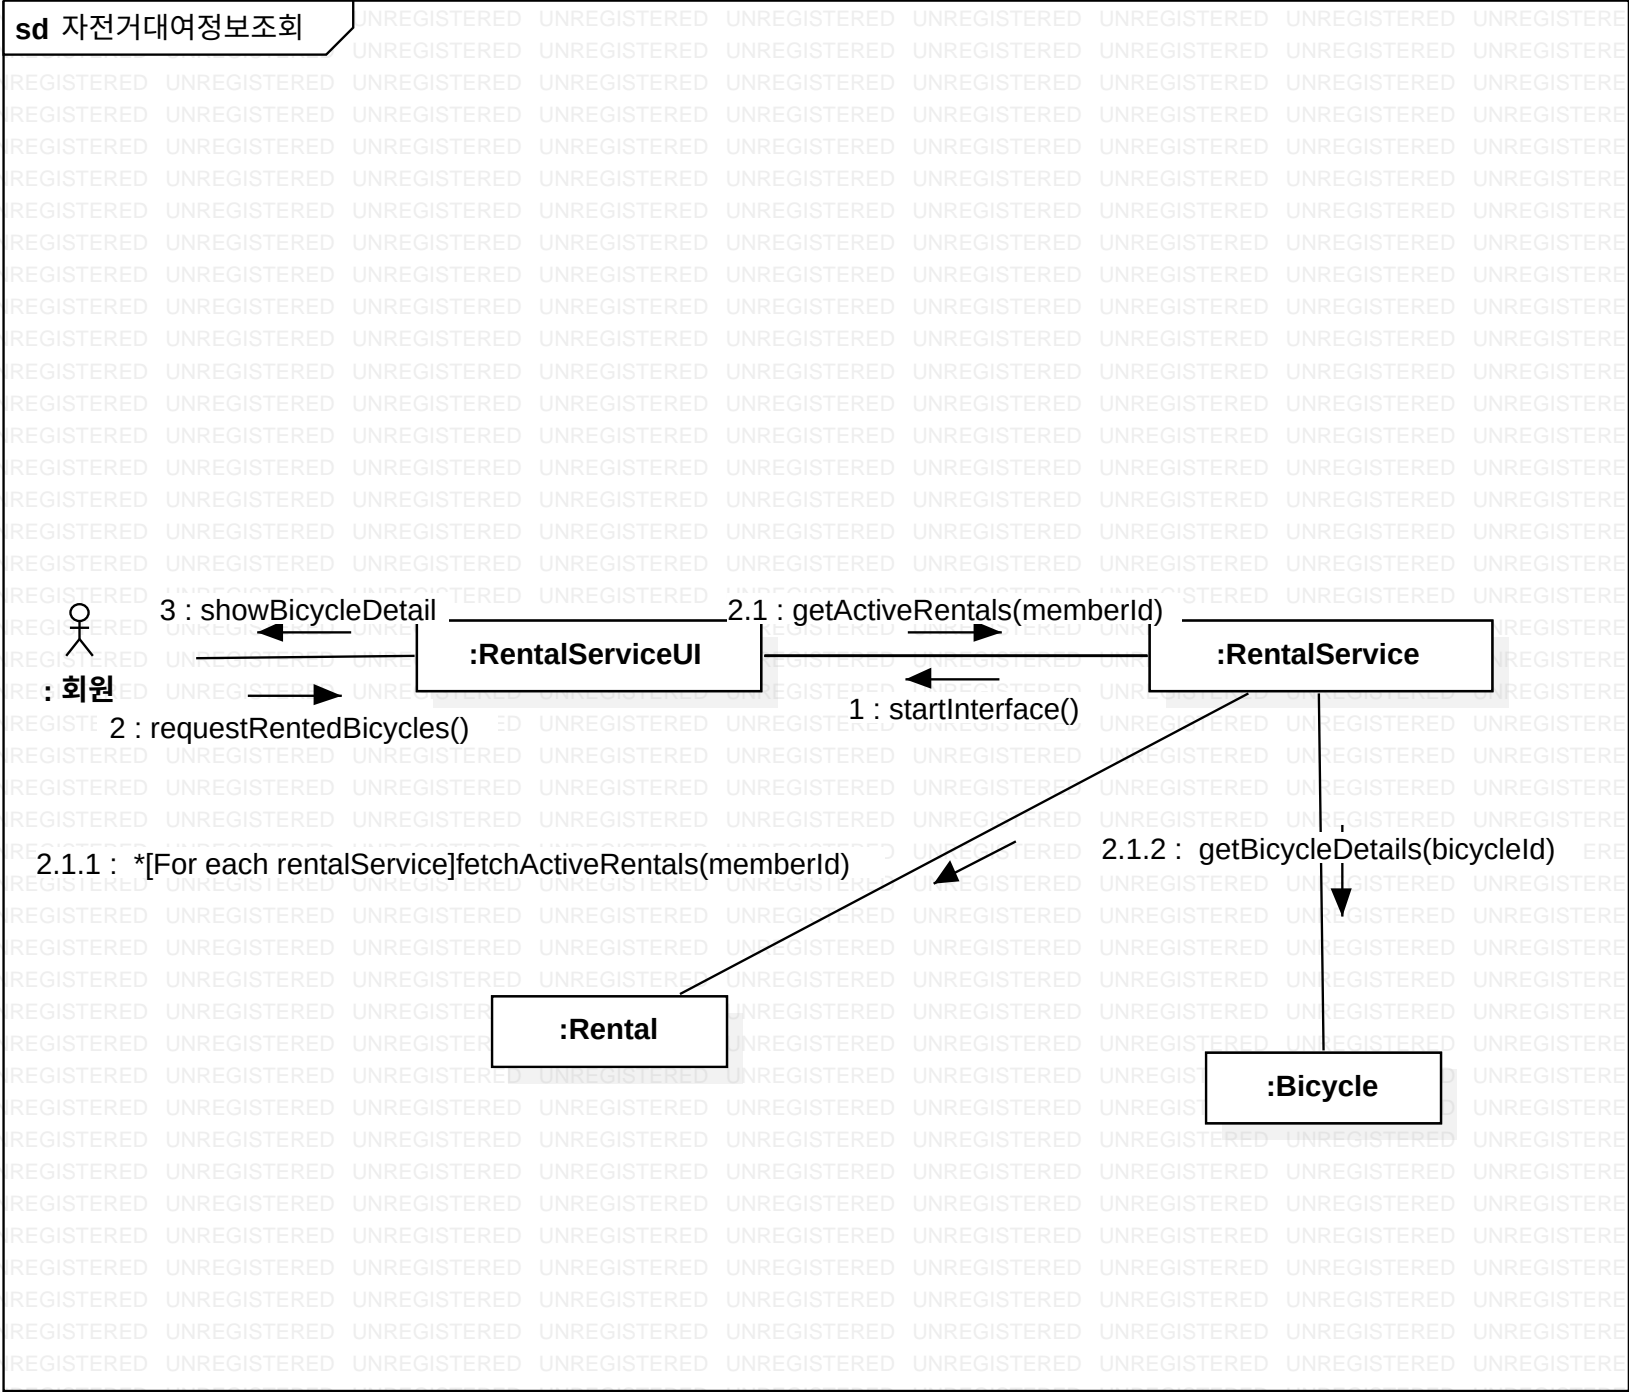 sd 자전거대여정보조회
3 : showBicycleDetail
2.1 : getActiveRentals(memberId)
:RentalServiceUI
:RentalService
: 회원
1 : startInterface()
2 : requestRentedBicycles()
2.1.1 : *[For each rentalService]fetchActiveRentals(memberId)
2.1.2 : getBicycleDetails(bicycleId)
:Rental
:Bicycle
UNREGISTERED